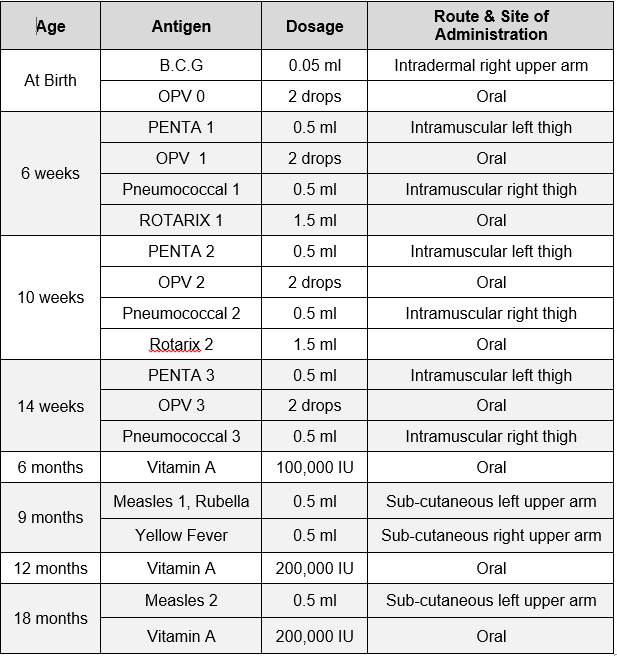 Age Antigen Dosage Route & Site of
Administration
At Birth B.C.G 0.05 ml Intradermal right upper arm
OPV 0 2 drops Oral
6 weeks PENTA 1 0.5 ml Intramuscular left thigh
OPV 1 2 drops Oral
Pneumococcal 1 0.5 ml Intramuscular right thigh
ROTARIX 1 1.5 ml Oral
10 weeks PENTA 2 0.5 ml Intramuscular left thigh
OPV 2 2 drops Oral
Pneumococcal 2 0.5 ml Intramuscular right thigh
Rotarix 2 1.5 ml Oral
14 weeks PENTA 3 0.5 ml Intramuscular left thigh
OPV 3 2 drops Oral
Pneumococcal 3 0.5 ml Intramuscular right thigh
6 months Vitamin A 100,000 IU Oral
9 months Measles 1, Rubella 0.5 ml Sub-cutaneous left upper arm
Yellow Fever 0.5 ml Sub-cutaneous right upper arm
12 months Vitamin A 200,000 IU Oral
18 months Measles 2 0.5 ml Sub-cutaneous left upper arm
Vitamin A 200,000 IU Oral